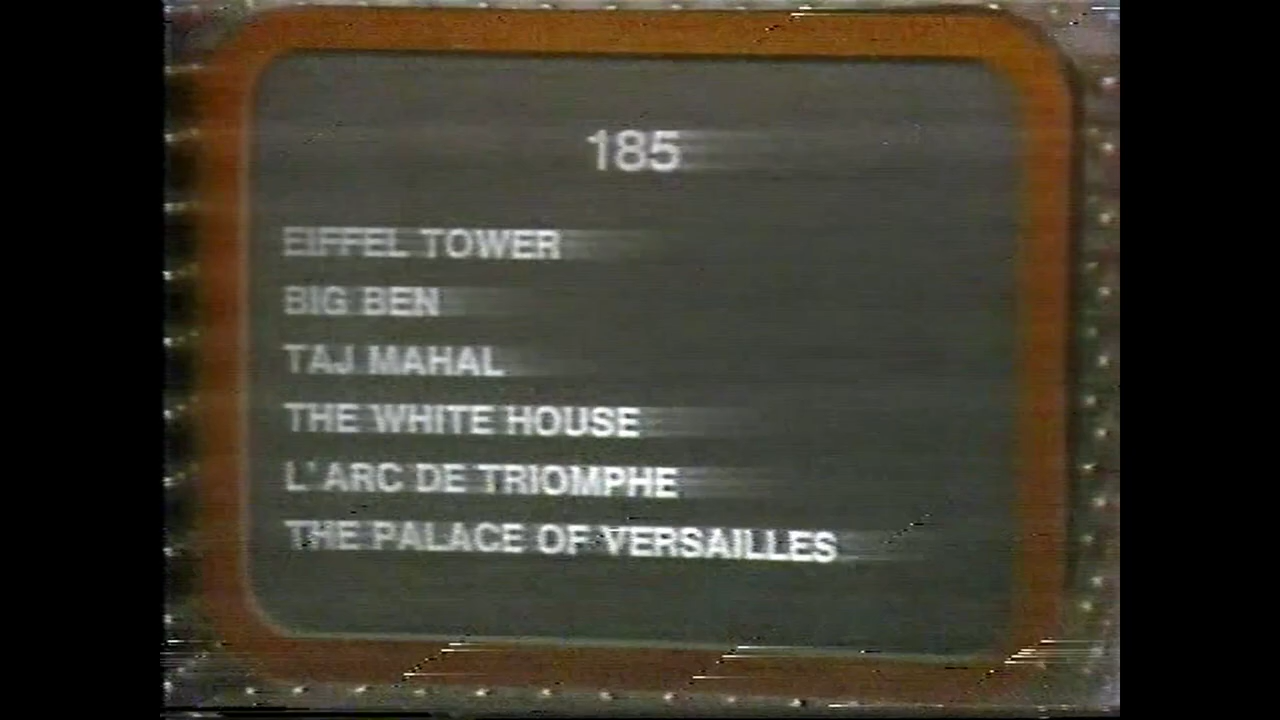 185
EIFFEL TOWER
BIG BEN
TAJ MAHAL
THE WHITE HOUSE
L'ARC DE TRIOMPHE
THE PALACE OF VERSAILLES